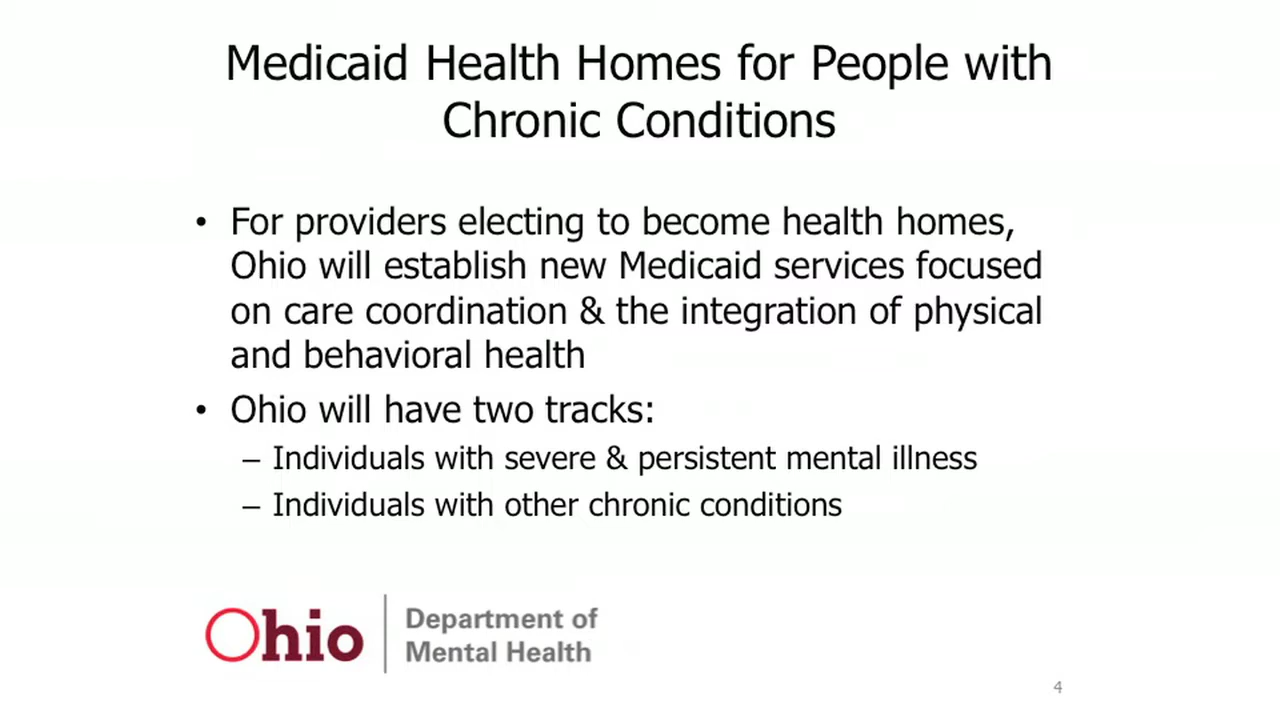 Medicaid Health Homes for People with
Chronic Conditions
• For providers electing to become health homes,
Ohio will establish new Medicaid services focused
on care coordination & the integration of physical
and behavioral health
• Ohio will have two tracks:
– Individuals with severe & persistent mental illness
– Individuals with other chronic conditions
Ohio
Department of
Mental Health
4